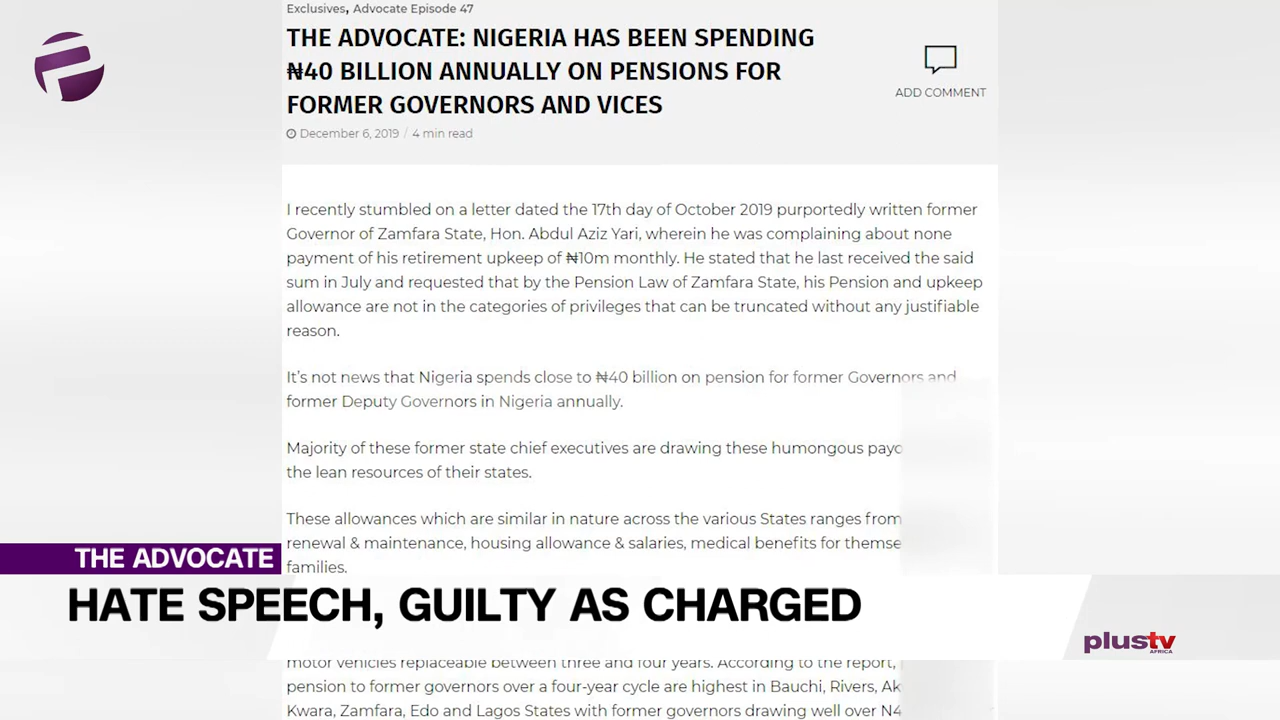 Exclusives, Advocate Episode 47
THE ADVOCATE: NIGERIA HAS BEEN SPENDING
₦40 BILLION ANNUALLY ON PENSIONS FOR
FORMER GOVERNORS AND VICES
ADD COMMENT
December 6, 2019 / 4 min read
I recently stumbled on a letter dated the 17th day of October 2019 purportedly written former
Governor of Zamfara State, Hon. Abdul Aziz Yari, wherein he was complaining about none
payment of his retirement upkeep of ₦10m monthly. He stated that he last received the said
sum in July and requested that by the Pension Law of Zamfara State, his Pension and upkeep
allowance are not in the categories of privileges that can be truncated without any justifiable
reason.
It’s not news that Nigeria spends close to ₦40 billion on pension for former Governors and
former Deputy Governors in Nigeria annually.
Majority of these former state chief executives are drawing these humongous payo
the lean resources of their states.
These allowances which are similar in nature across the various States ranges from
renewal & maintenance, housing allowance & salaries, medical benefits for themse
families.
THE ADVOCATE
HATE SPEECH, GUILTY AS CHARGED
plustv
AFRICA
motor vehicles replaceable between three and four years. According to the report,
pension to former governors over a four-year cycle are highest in Bauchi, Rivers, Ak
Kwara, Zamfara, Edo and Lagos States with former governors drawing well over N4